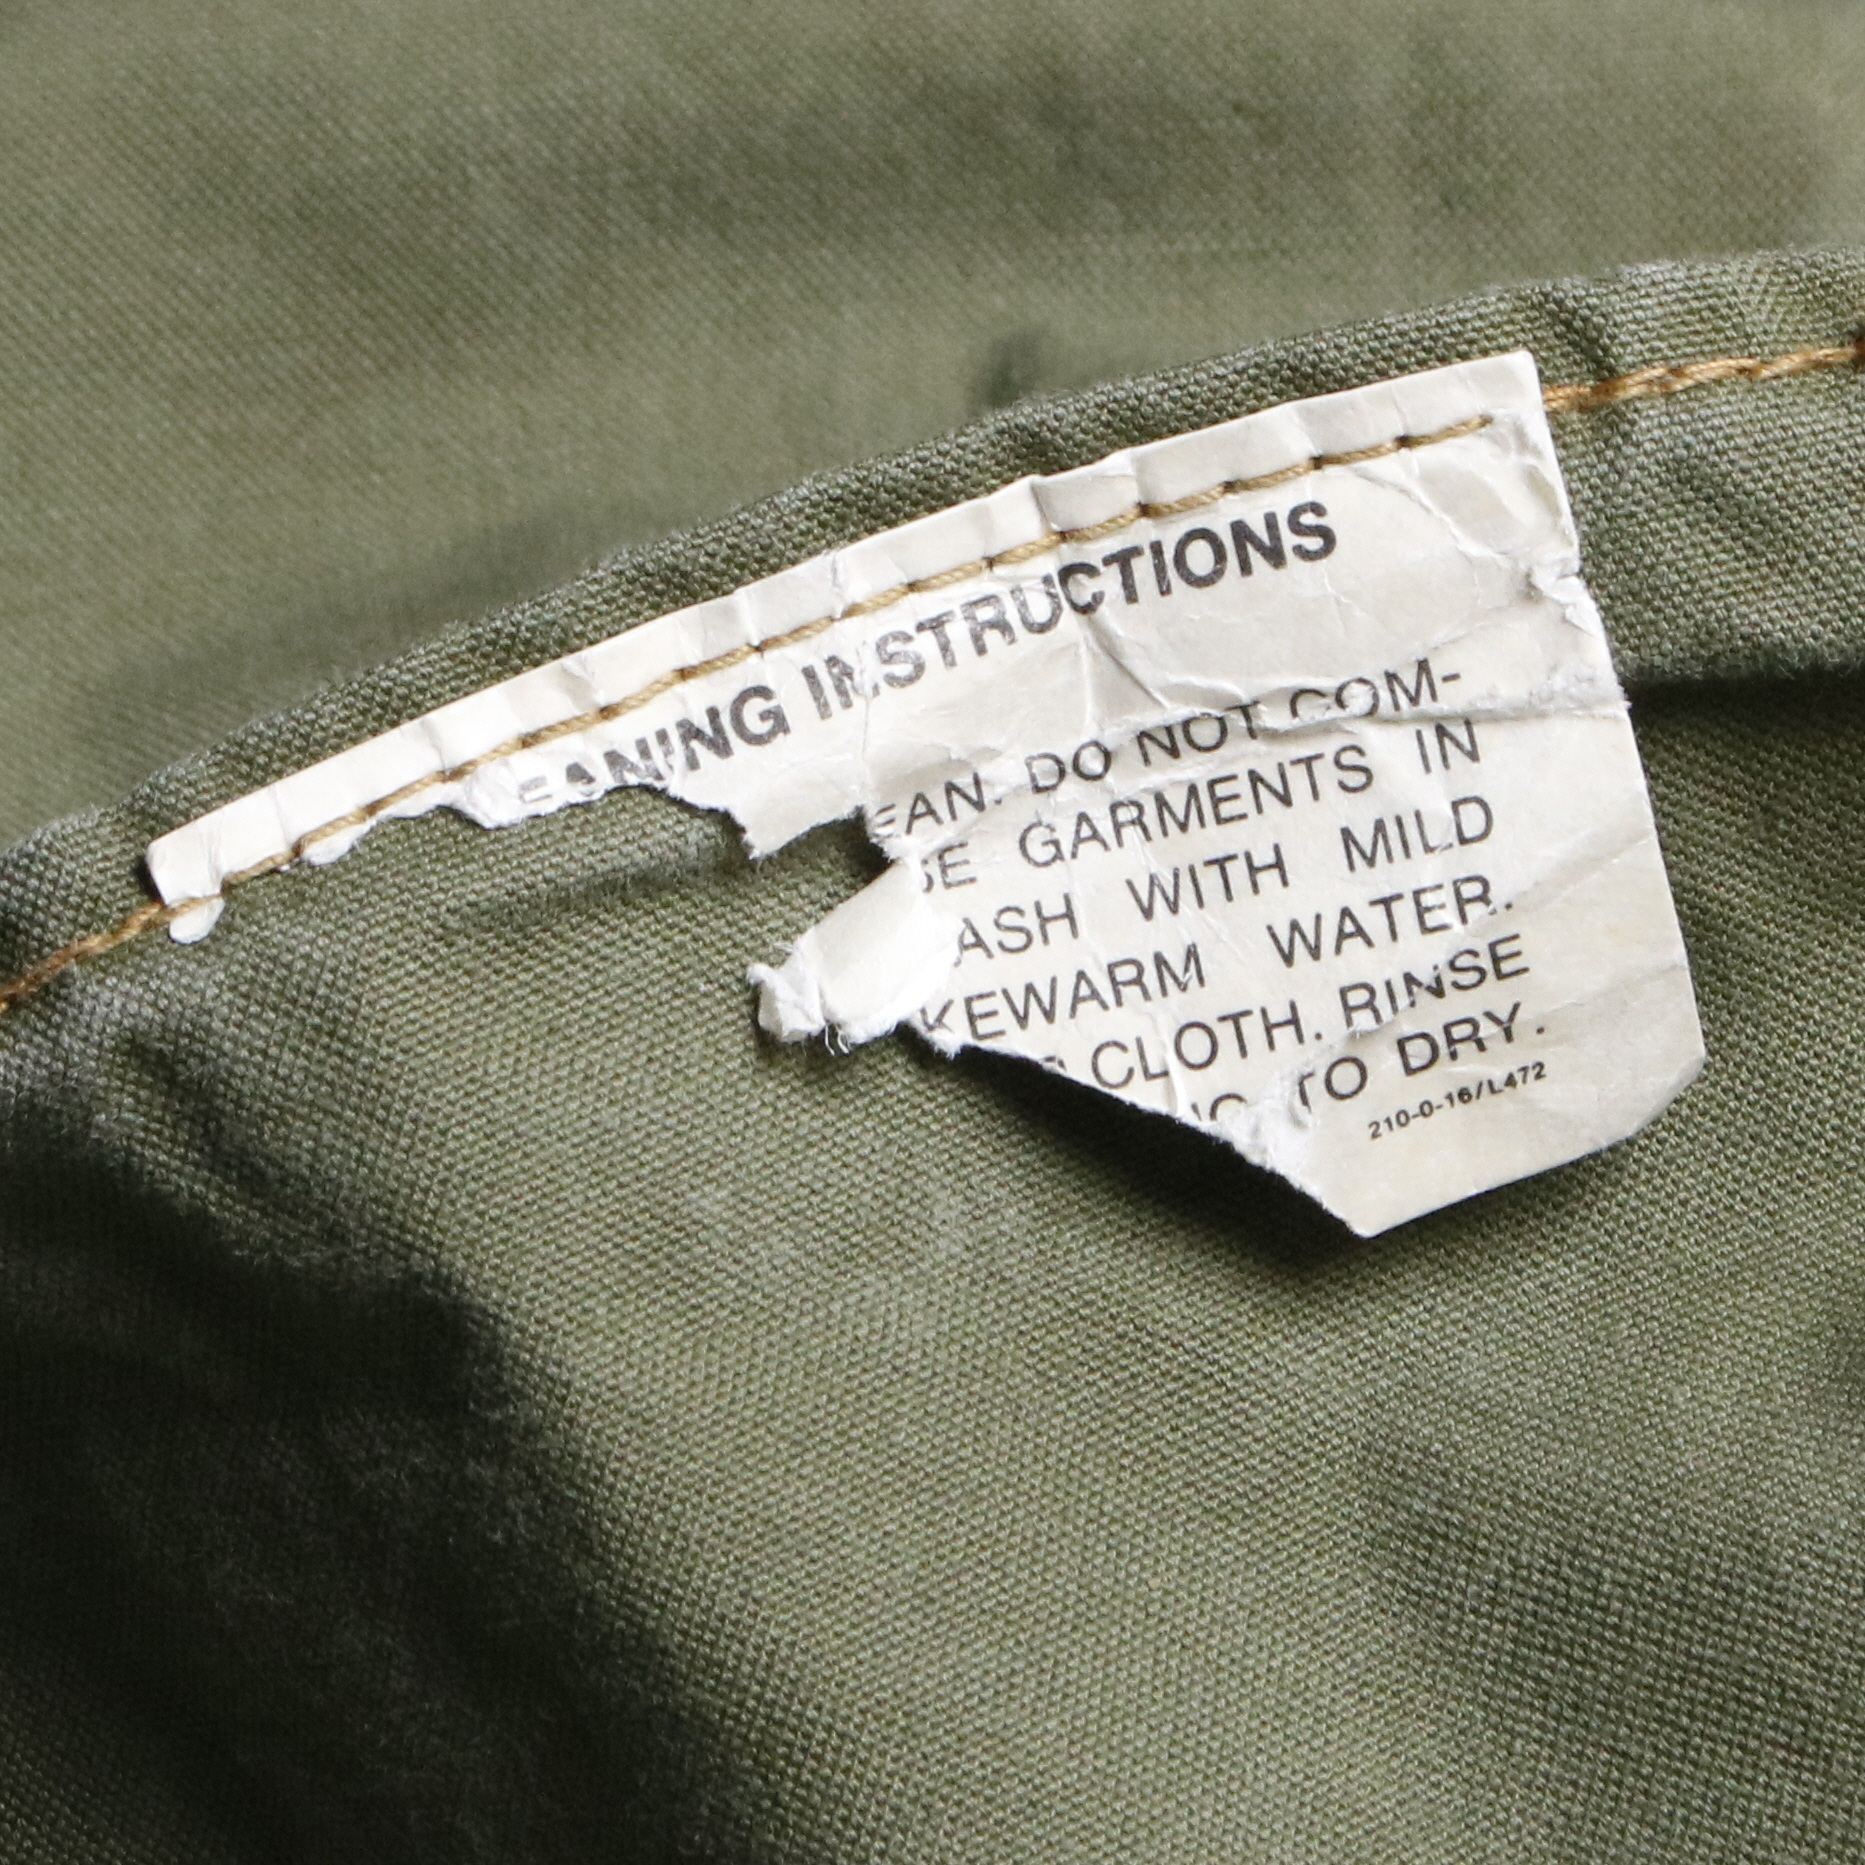 EANING INSTRUCTIONS
EAN. DO NOT COM-
SE GARMENTS IN
ASH WITH MILD
KEWARM WATER.
CLOTH. RINSE
TO DRY.
210-0-16/L472